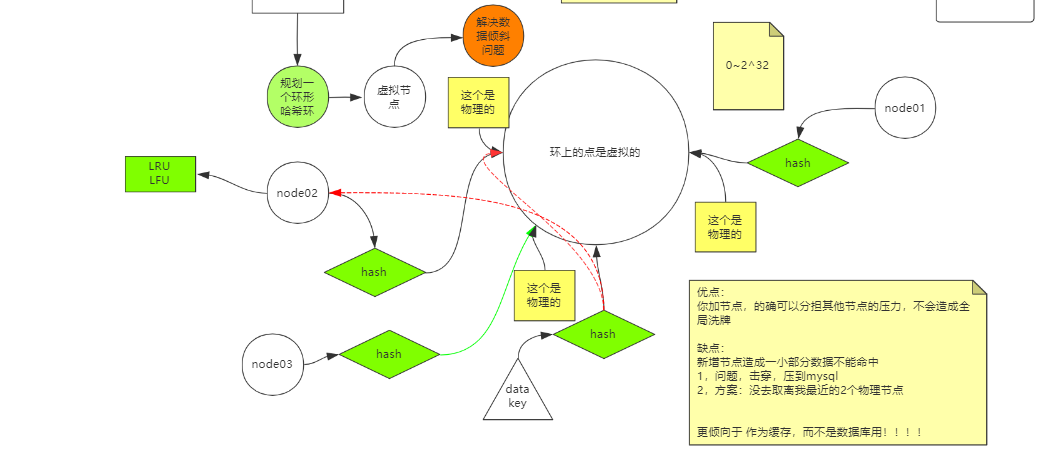 解决数
据倾斜
问题
规划一
个环形
哈希环
虚拟节
点
这个是
物理的
环上的点是虚拟的
0~2^32
node01
hash
LRU
LFU
node02
这个是
物理的
hash
这个是
物理的
hash
node03
hash
data
key
优点：
你加节点，的确可以分担其他节点的压力，不会造成全
局洗牌
缺点：
新增节点造成一小部分数据不能命中
1，问题，击穿，压到mysql
2，方案：没去取离我最近的2个物理节点
更倾向于 作为缓存，而不是数据库用！！！！